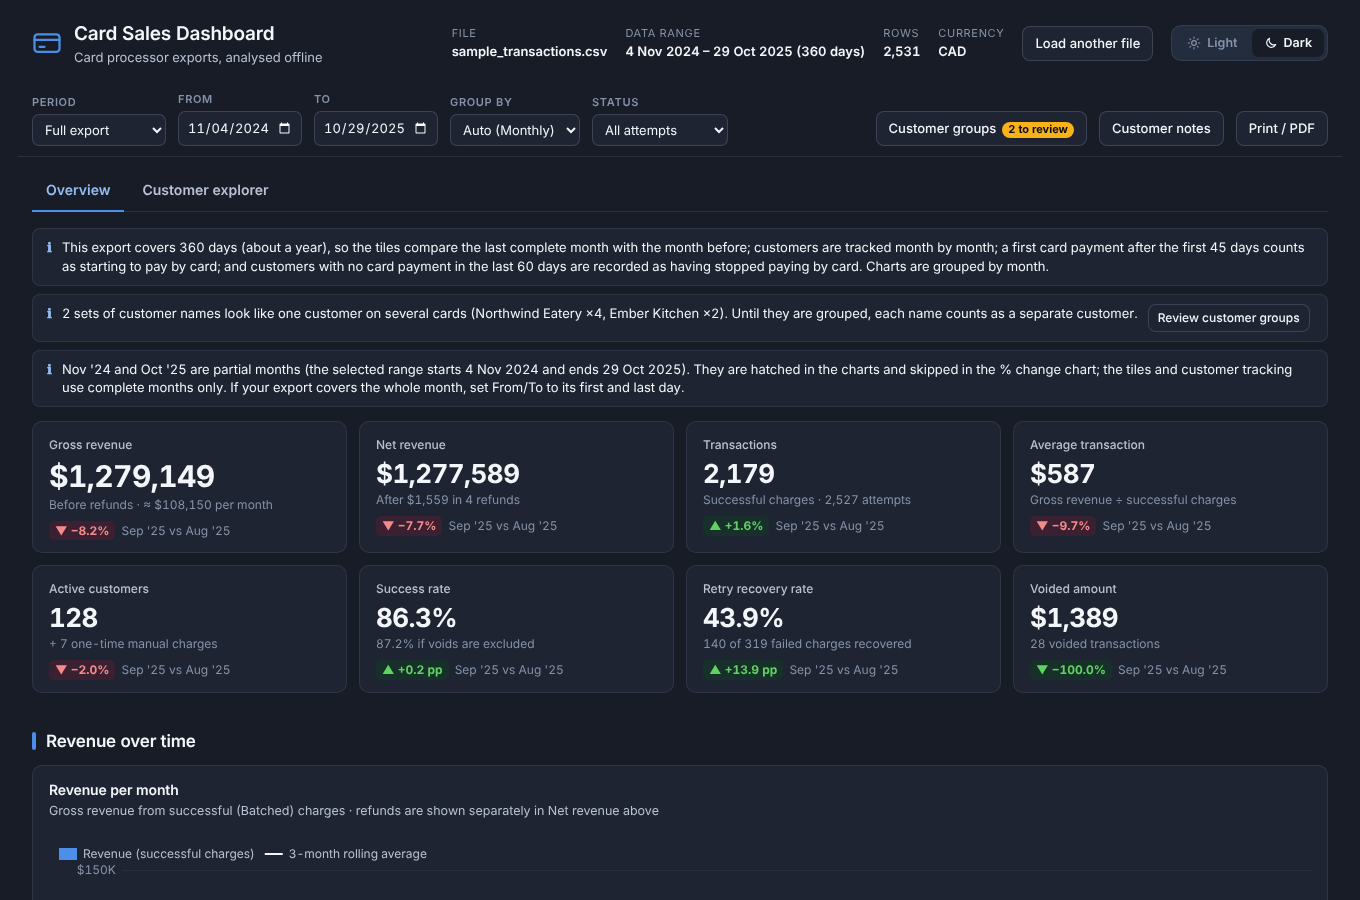 Card Sales Dashboard
Card processor exports, analysed offline
FILE
sample_transactions.csv
DATA RANGE
4 Nov 2024 – 29 Oct 2025 (360 days)
ROWS
2,531
CURRENCY
CAD
Load another file
Light
Dark
PERIOD
Full export
FROM
11/04/2024
TO
10/29/2025
GROUP BY
Auto (Monthly)
STATUS
All attempts
Customer groups 2 to review
Customer notes
Print / PDF
Overview
Customer explorer
This export covers 360 days (about a year), so the tiles compare the last complete month with the month before; customers are tracked month by month; a first card payment after the first 45 days counts
as starting to pay by card; and customers with no card payment in the last 60 days are recorded as having stopped paying by card. Charts are grouped by month.
2 sets of customer names look like one customer on several cards (Northwind Eatery ×4, Ember Kitchen ×2). Until they are grouped, each name counts as a separate customer.
Review customer groups
Nov '24 and Oct '25 are partial months (the selected range starts 4 Nov 2024 and ends 29 Oct 2025). They are hatched in the charts and skipped in the % change chart; the tiles and customer tracking
use complete months only. If your export covers the whole month, set From/To to its first and last day.
Gross revenue
$1,279,149
Before refunds · ≈ $108,150 per month
▼ −8.2% Sep '25 vs Aug '25
Net revenue
$1,277,589
After $1,559 in 4 refunds
▼ −7.7% Sep '25 vs Aug '25
Transactions
2,179
Successful charges · 2,527 attempts
▲ +1.6% Sep '25 vs Aug '25
Average transaction
$587
Gross revenue ÷ successful charges
▼ −9.7% Sep '25 vs Aug '25
Active customers
128
+ 7 one-time manual charges
▼ −2.0% Sep '25 vs Aug '25
Success rate
86.3%
87.2% if voids are excluded
▲ +0.2 pp Sep '25 vs Aug '25
Retry recovery rate
43.9%
140 of 319 failed charges recovered
▲ +13.9 pp Sep '25 vs Aug '25
Voided amount
$1,389
28 voided transactions
▼ −100.0% Sep '25 vs Aug '25
Revenue over time
Revenue per month
Gross revenue from successful (Batched) charges · refunds are shown separately in Net revenue above
Revenue (successful charges)
3-month rolling average
$150K